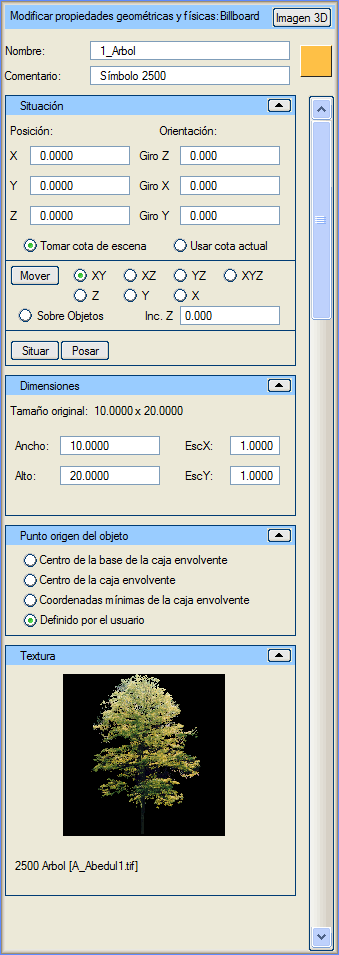 Modificar propiedades geométricas y físicas: Billboard Imagen 3D
Nombre: 1_Arbol
Comentario: Símbolo 2500
Situación
Posición: Orientación:
X 0.0000 Giro Z 0.000
Y 0.0000 Giro X 0.000
Z 0.0000 Giro Y 0.000
Tomar cota de escena Usar cota actual
Mover XY XZ YZ XYZ
Z Y X
Sobre Objetos Inc. Z 0.000
Situar Posar
Dimensiones
Tamaño original: 10.0000 x 20.0000
Ancho: 10.0000 EscX: 1.0000
Alto: 20.0000 EscY: 1.0000
Punto origen del objeto
Centro de la base de la caja envolvente
Centro de la caja envolvente
Coordenadas mínimas de la caja envolvente
Definido por el usuario
Textura
2500 Arbol [A_Abedul1.tif]